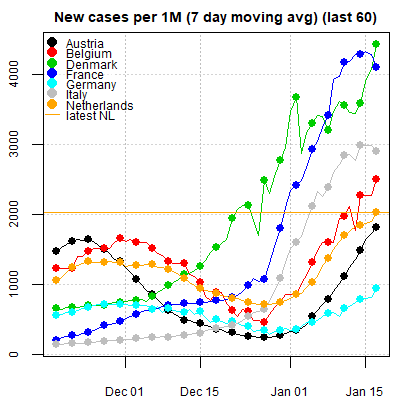 New cases per 1M (7 day moving avg) (last 60)
Austria
Belgium
Denmark
France
Germany
Italy
Netherlands
latest NL
4000
3000
2000
1000
0
Dec 01 Dec 15 Jan 01 Jan 15